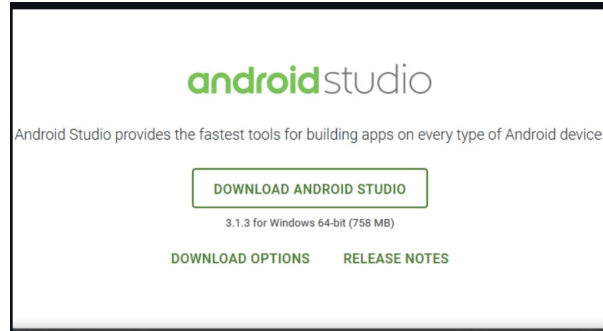 androidstudio
Android Studio provides the fastest tools for building apps on every type of Android device
DOWNLOAD ANDROID STUDIO
3.1.3 for Windows 64-bit (758 MB)
DOWNLOAD OPTIONS RELEASE NOTES